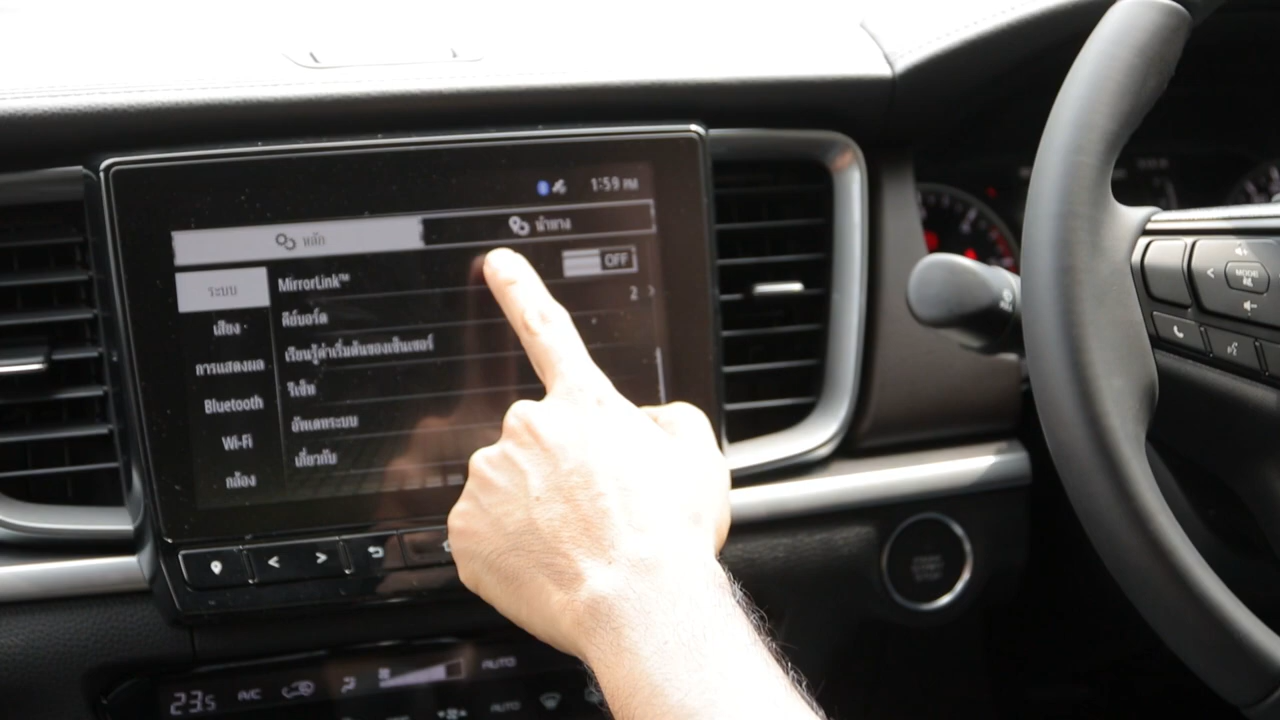 1:59 PM
หลัก
นำทาง
ระบบ
MirrorLink™
OFF
เสียง
คีย์บอร์ด
2
การแสดงผล
เรียนรู้ค่าเริ่มต้นของเซ็นเซอร์
Bluetooth
รีเซ็ท
Wi-Fi
อัพเดทระบบ
กล้อง
เกี่ยวกับ
MODE
23.5
A/C
AUTO
AUTO